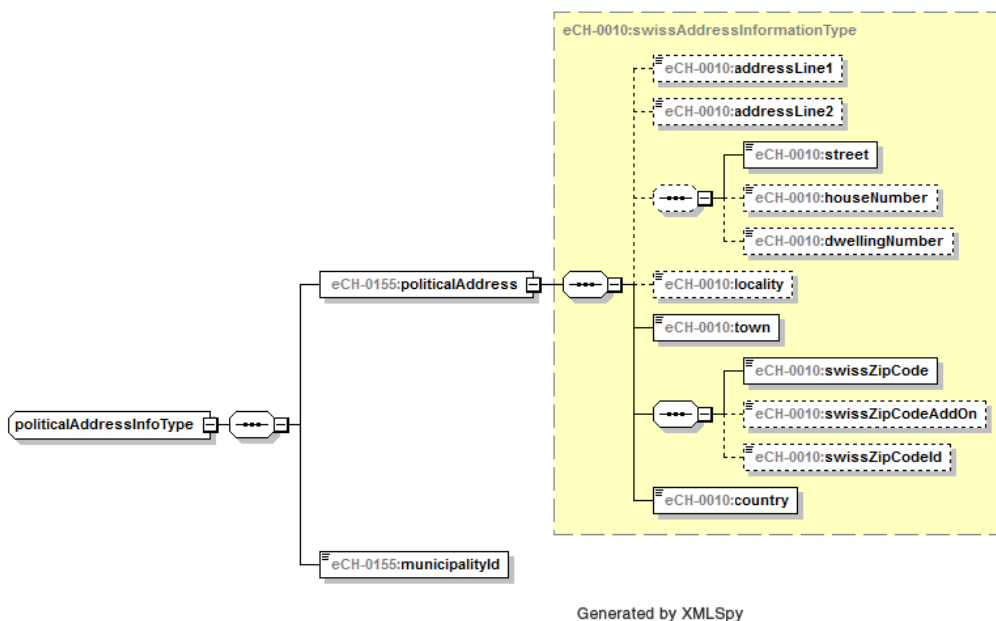 eCH-0010:swissAddressInformationType
eCH-0010:addressLine1
eCH-0010:addressLine2
eCH-0010:street
eCH-0010:houseNumber
eCH-0010:dwellingNumber
eCH-0155:politicalAddress
eCH-0010:locality
eCH-0010:town
eCH-0010:swissZipCode
politicalAddressInfoType
eCH-0010:swissZipCodeAddOn
eCH-0010:swissZipCodeId
eCH-0010:country
eCH-0155:municipalityId
Generated by XMLSpy